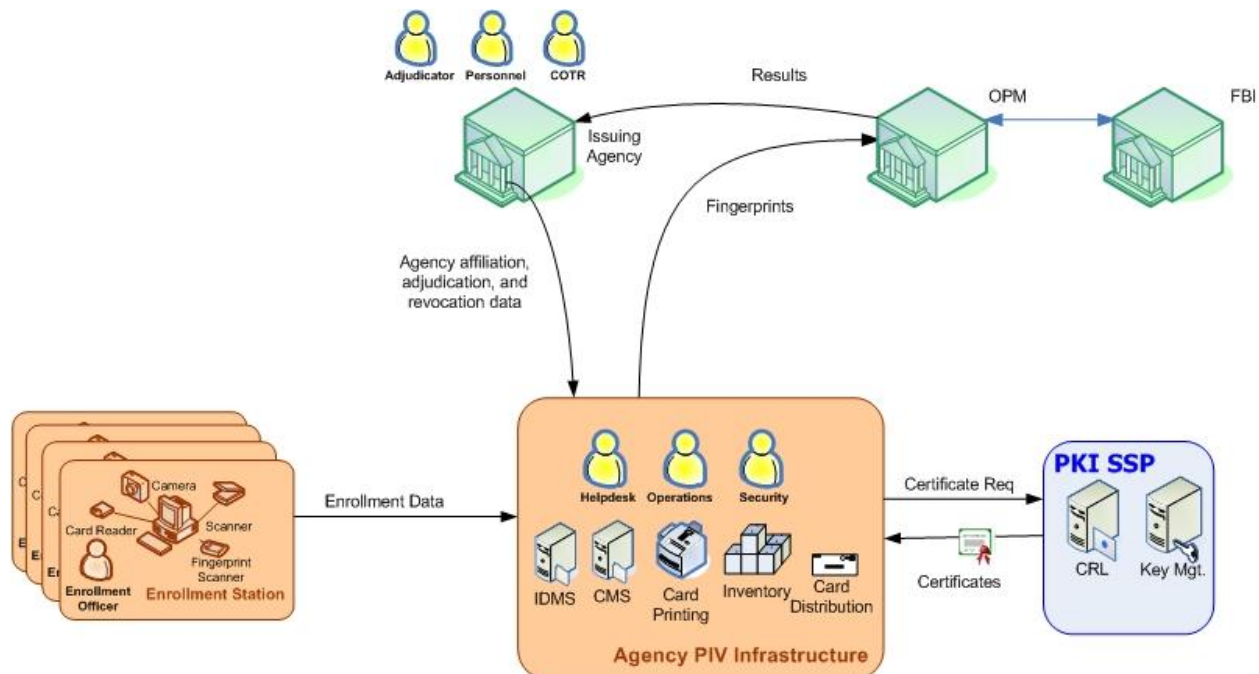 Adjudicator
Personnel
COTR
Results
OPM
FBI
Issuing
Agency
Fingerprints
Agency affiliation,
adjudication, and
revocation data
Camera
Card Reader
Scanner
Fingerprint
Scanner
Enrollment
Officer
Enrollment Station
Enrollment Data
Helpdesk
Operations
Security
IDMS
CMS
Card
Printing
Inventory
Card
Distribution
Agency PIV Infrastructure
Certificate Req
Certificates
PKI SSP
CRL
Key Mgt.